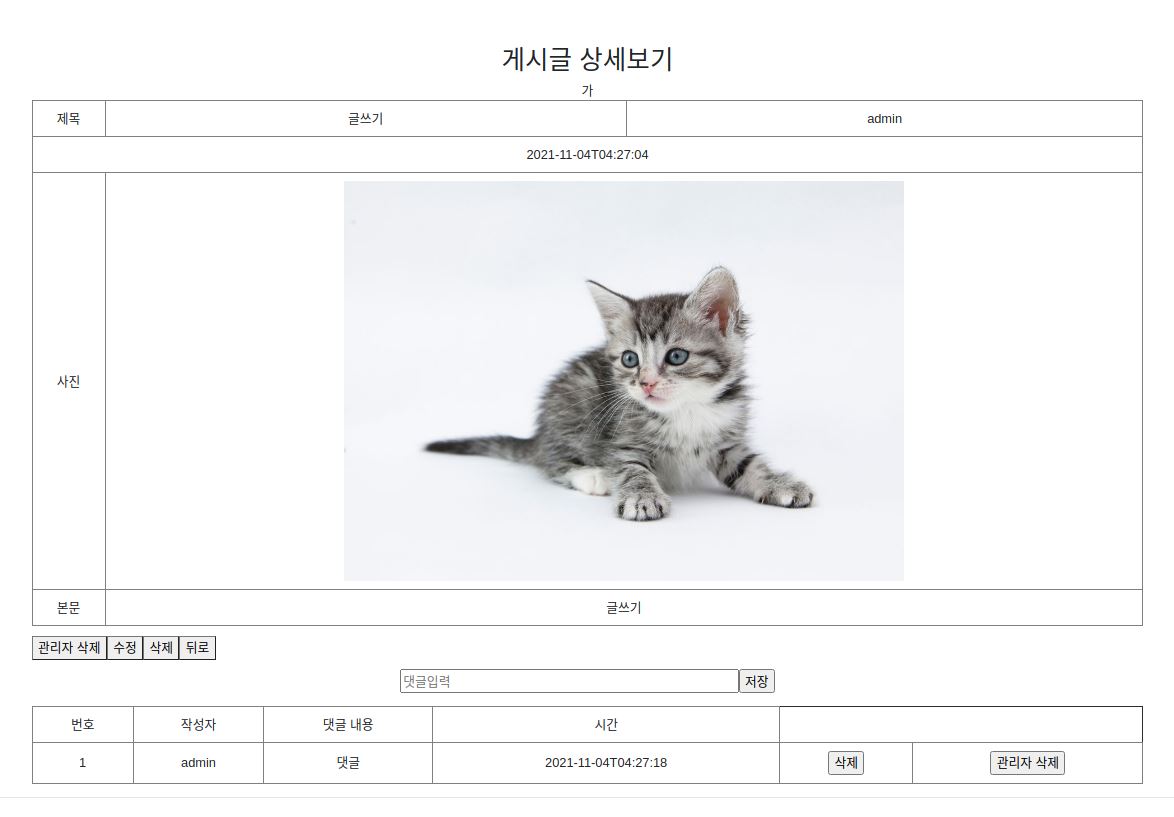 게시글 상세보기
가
제목 글쓰기 admin
2021-11-04T04:27:04
사진
본문 글쓰기
관리자 삭제 수정 삭제 뒤로
댓글입력 저장
번호 작성자 댓글 내용 시간
1 admin 댓글 2021-11-04T04:27:18 삭제 관리자 삭제